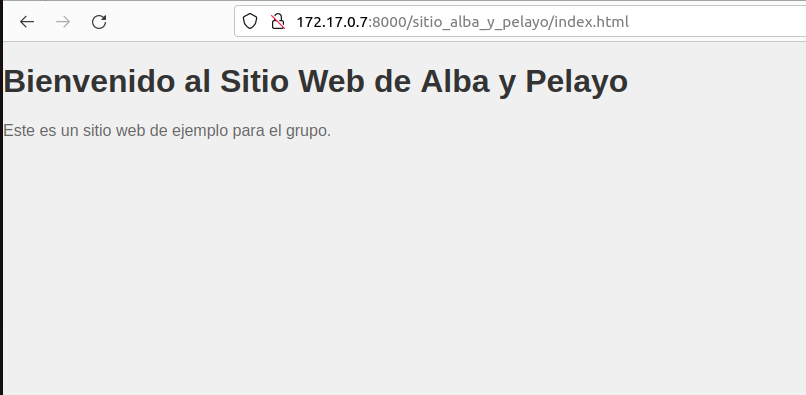 172.17.0.7:8000/sitio_alba_y_pelayo/index.html
Bienvenido al Sitio Web de Alba y Pelayo
Este es un sitio web de ejemplo para el grupo.